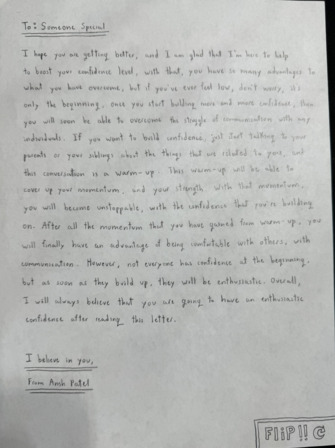 To: Someone Special
I hope you are getting better, and I am glad that I'm here to help
to boost your confidence level, with that, you have so many advantages to
what you have overcome, but if you've ever feel low, don't worry, it's
only the beginning, once you start building more and more confidence, then
you will soon be able to overcome the struggle of communication with any
individuals. If you want to build confidence, just start talking to your
parents or your siblings about the things that are related to yours, and
this conversation is a warm-up. This warm-up will be able to
cover up your momentum, and your strength, with that momentum,
you will become unstoppable, with the confidence that you're building
on. After all the momentum that you have gained from warm-up, you
will finally have an advantage of being comfortable with others, with
communication. However, not everyone has confidence at the beginning,
but as soon as they build up, they will be enthusiastic. Overall,
I will always believe that you are going to have an enthusiastic
confidence after reading this letter.
I believe in you,
From Ansh Patel
FLIP!!